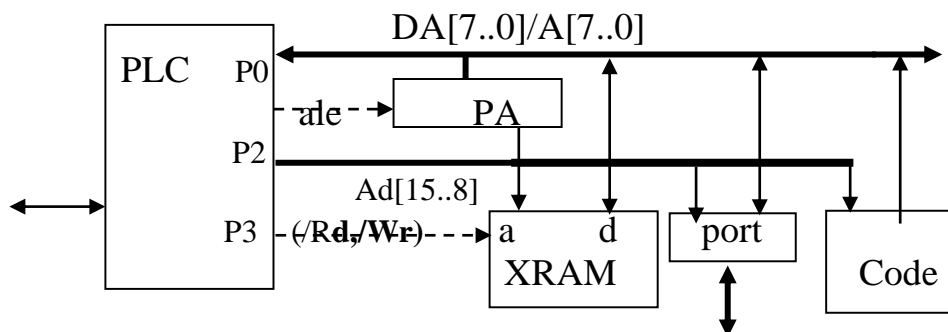 DA[7..0]/A[7..0]
PLC
P0
ale
PA
P2
Ad[15..8]
P3
(/Rd,/Wr)
a
d
port
XRAM
Code